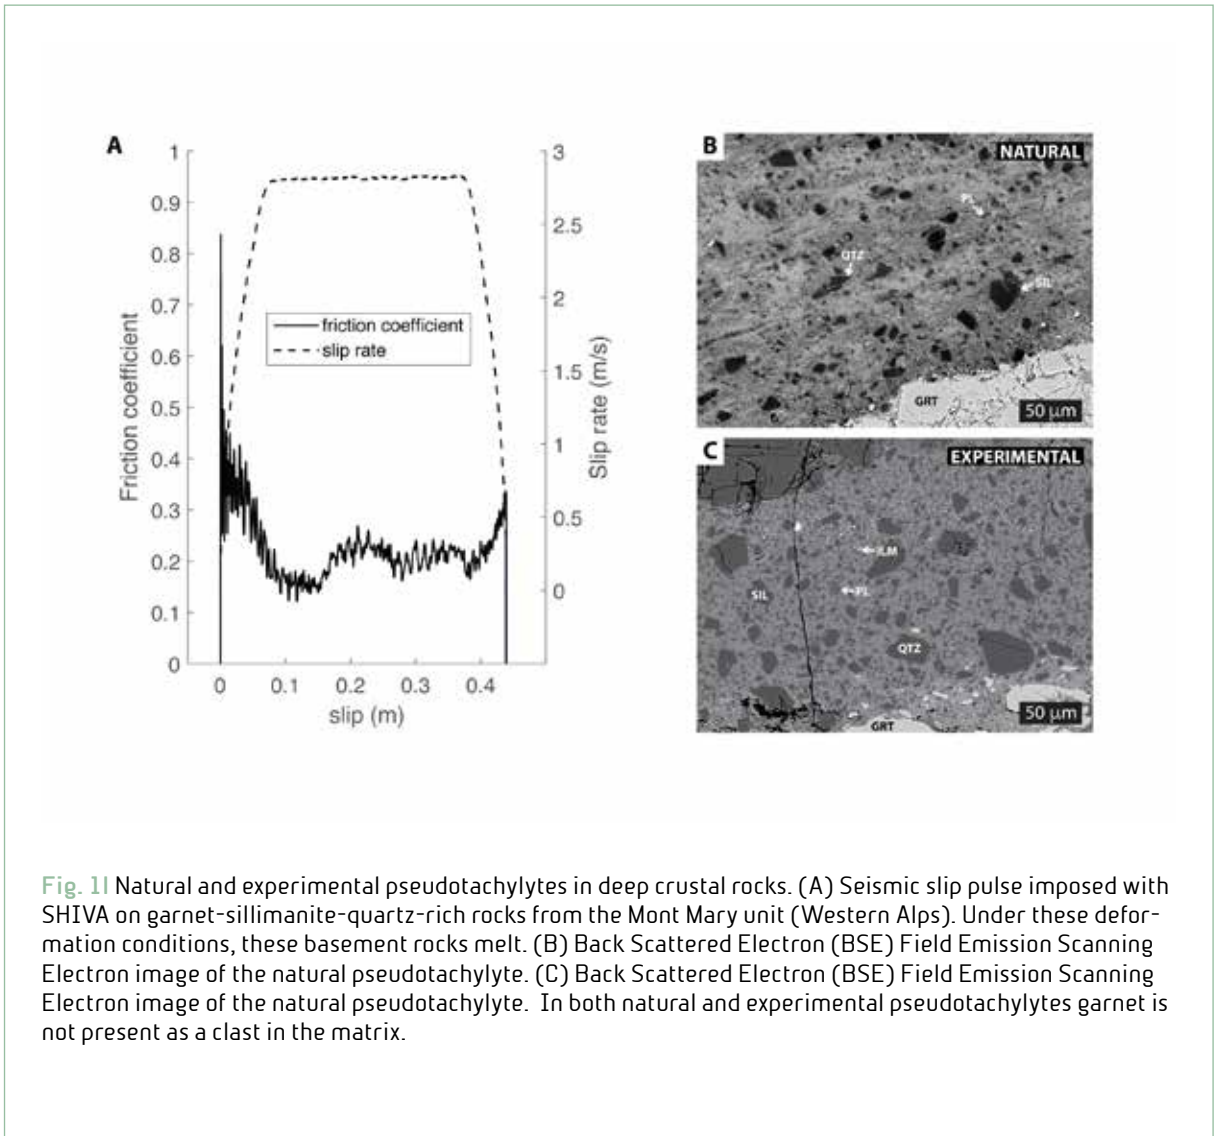 A
1
0.9
0.8
0.7
0.6
0.5
0.4
0.3
0.2
0.1
0
Friction coefficient
0 0.1 0.2 0.3 0.4
slip (m)
3
2.5
2
1.5
1
0.5
0
Slip rate (m/s)
friction coefficient
slip rate
B
NATURAL
PL
QTZ
SIL
GRT
50 µm
C
EXPERIMENTAL
ILM
SIL
PL
QTZ
GRT
50 µm
Fig. 1| Natural and experimental pseudotachylytes in deep crustal rocks. (A) Seismic slip pulse imposed with
SHIVA on garnet-sillimanite-quartz-rich rocks from the Mont Mary unit (Western Alps). Under these defor-
mation conditions, these basement rocks melt. (B) Back Scattered Electron (BSE) Field Emission Scanning
Electron image of the natural pseudotachylyte. (C) Back Scattered Electron (BSE) Field Emission Scanning
Electron image of the natural pseudotachylyte. In both natural and experimental pseudotachylytes garnet is
not present as a clast in the matrix.